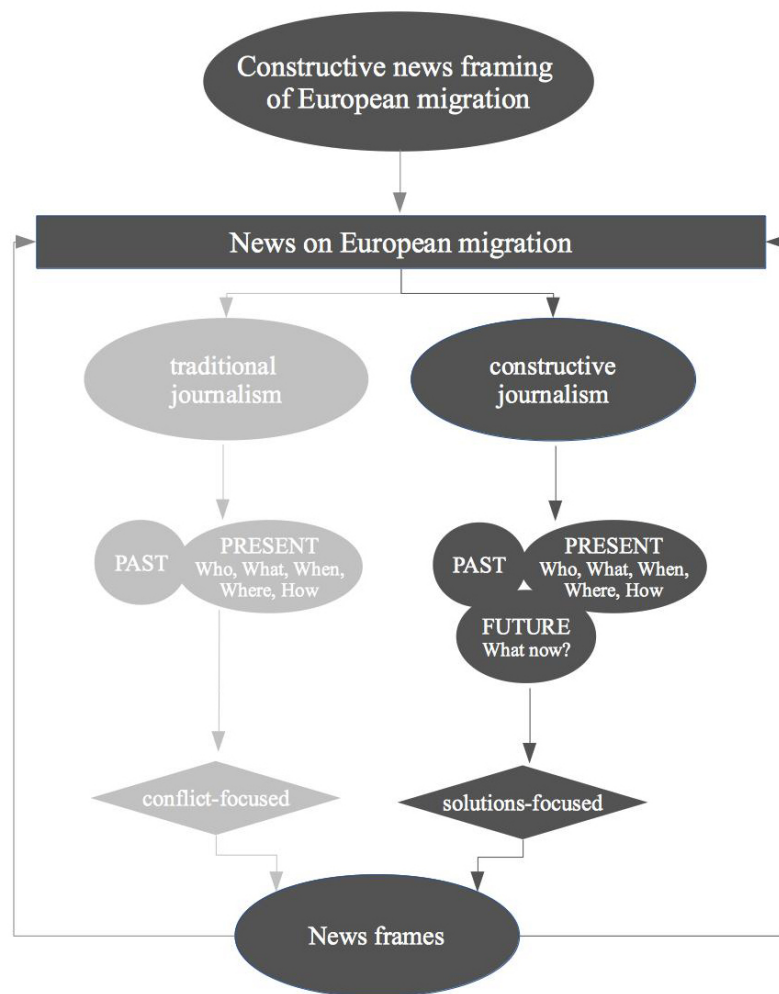 Constructive news framing
of European migration
News on European migration
traditional
journalism
constructive
journalism
PAST
PRESENT
Who, What, When,
Where, How
PAST
PRESENT
Who, What, When,
Where, How
FUTURE
What now?
conflict-focused
solutions-focused
News frames